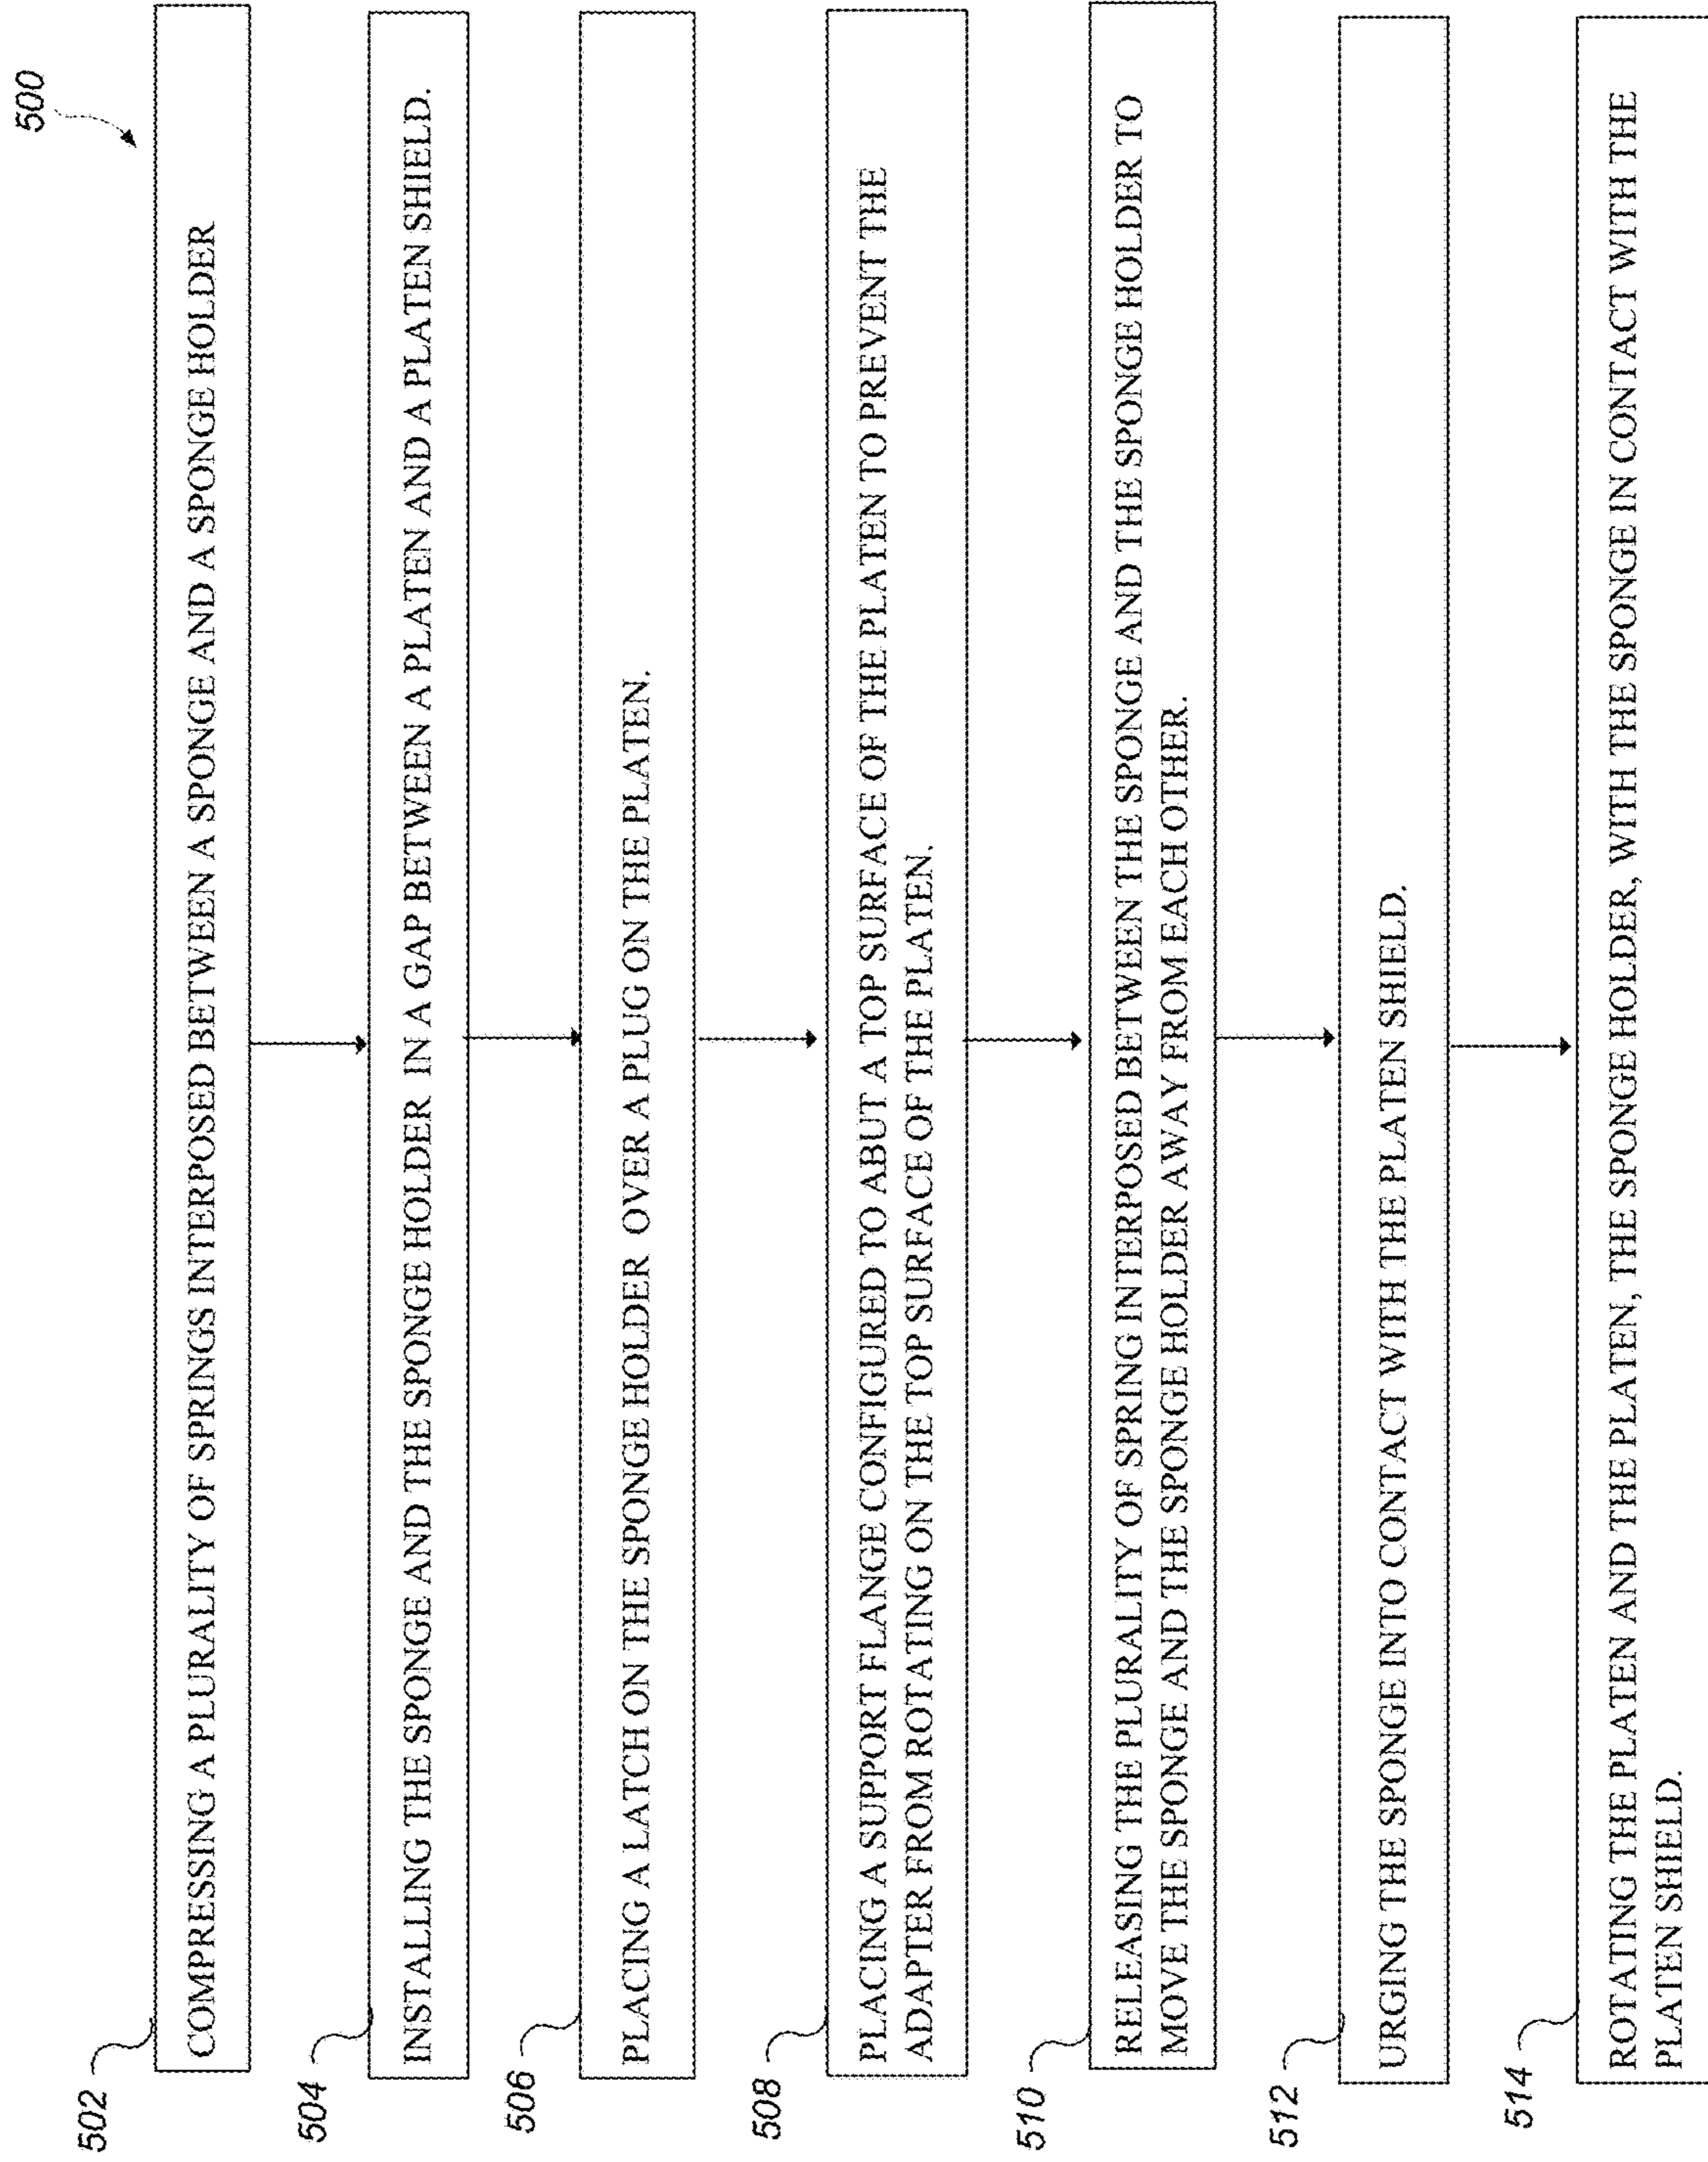 500
502
COMPRESSING A PLURALITY OF SPRINGS INTERPOSED BETWEEN A SPONGE AND A SPONGE HOLDER
504
INSTALLING THE SPONGE AND THE SPONGE HOLDER IN A GAP BETWEEN A PLATEN AND A PLATEN SHIELD.
506
PLACING A LATCH ON THE SPONGE HOLDER OVER A PLUG ON THE PLATEN.
508
PLACING A SUPPORT FLANGE CONFIGURED TO ABUT A TOP SURFACE OF THE PLATEN TO PREVENT THE
ADAPTER FROM ROTATING ON THE TOP SURFACE OF THE PLATEN.
510
RELEASING THE PLURALITY OF SPRING INTERPOSED BETWEEN THE SPONGE AND THE SPONGE HOLDER TO
MOVE THE SPONGE AND THE SPONGE HOLDER AWAY FROM EACH OTHER.
512
URGING THE SPONGE INTO CONTACT WITH THE PLATEN SHIELD.
514
ROTATING THE PLATEN AND THE PLATEN, THE SPONGE HOLDER, WITH THE SPONGE IN CONTACT WITH THE
PLATEN SHIELD.